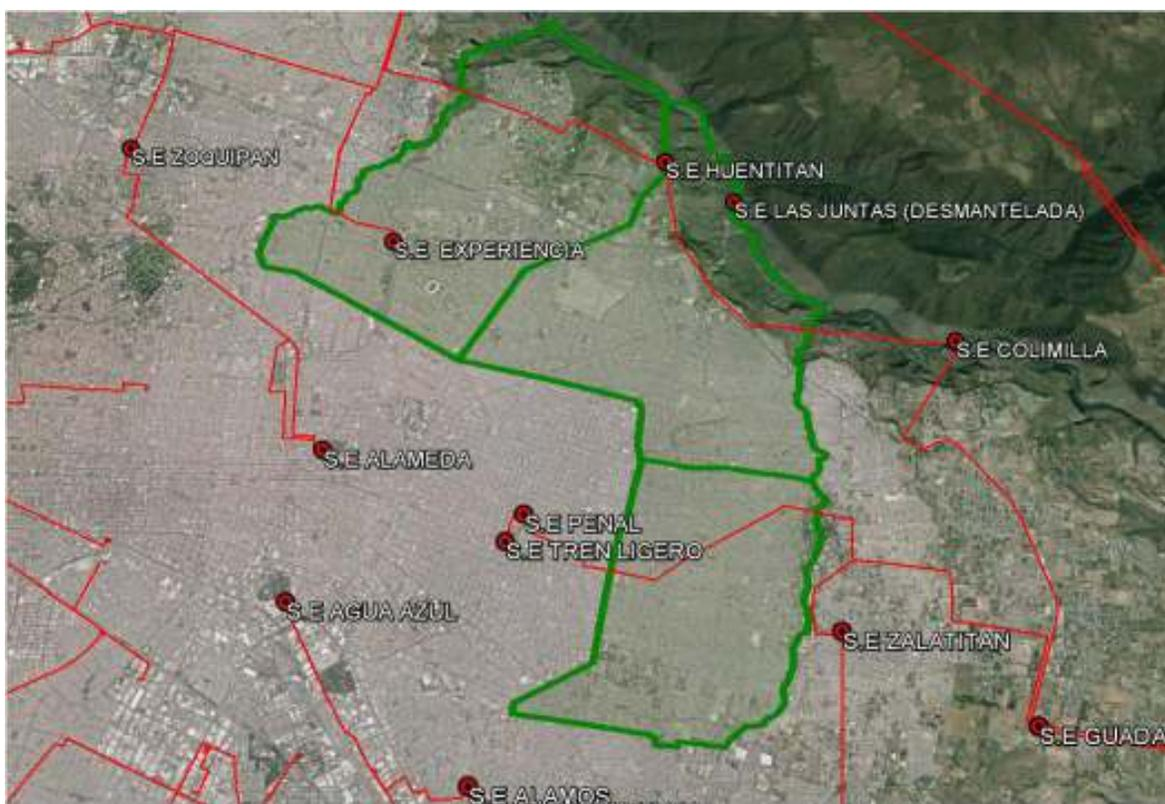 S.E ZOQUIPAN
S.E HUENTITAN
S.E LAS JUNTAS (DESMANTELADA)
S.E EXPERIENCIA
S.E COLIMILLA
S.E ALAMEDA
S.E PENAL
S.E TREN LIGERO
S.E AGUA AZUL
S.E ZALATITAN
S.E GUADA
S.E ALAMOS